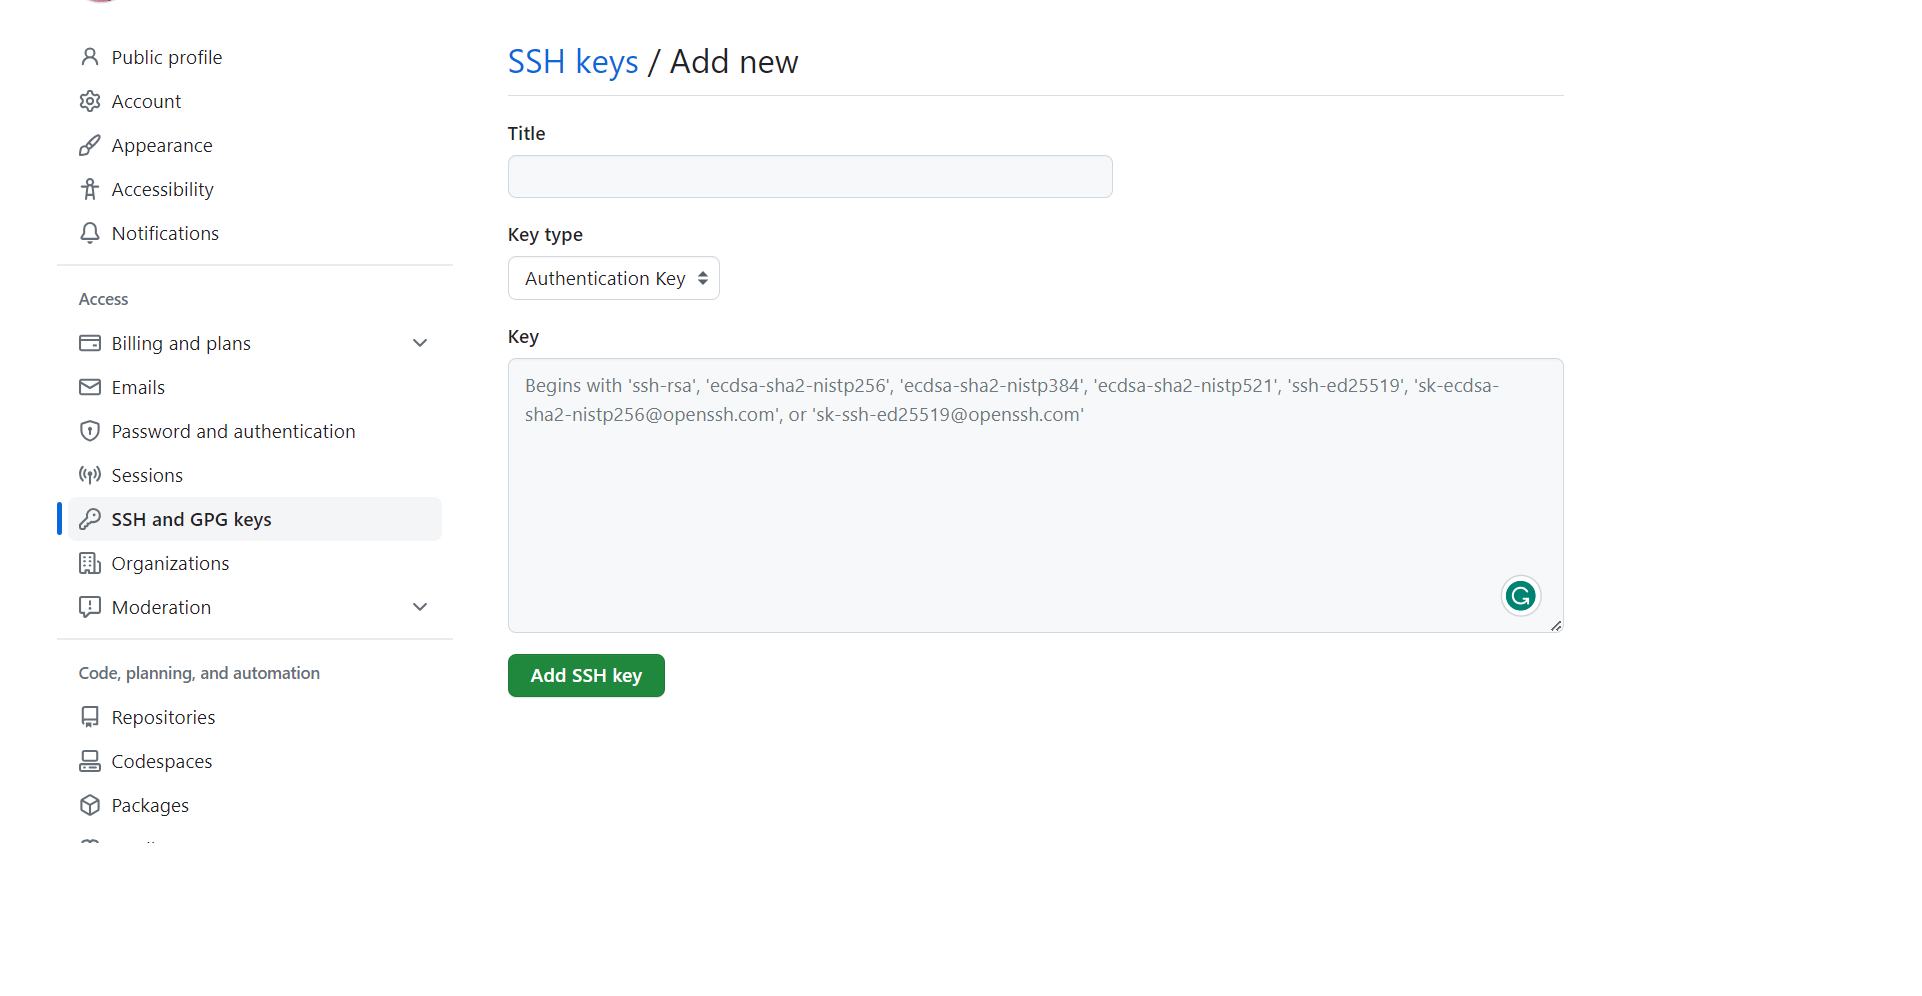 Public profile
Account
Appearance
Accessibility
Notifications
Access
Billing and plans
Emails
Password and authentication
Sessions
SSH and GPG keys
Organizations
Moderation
Code, planning, and automation
Repositories
Codespaces
Packages
SSH keys / Add new
Title
Key type
Authentication Key
Key
Begins with 'ssh-rsa', 'ecdsa-sha2-nistp256', 'ecdsa-sha2-nistp384', 'ecdsa-sha2-nistp521', 'ssh-ed25519', 'sk-ecdsa-
sha2-nistp256@openssh.com', or 'sk-ssh-ed25519@openssh.com'
Add SSH key